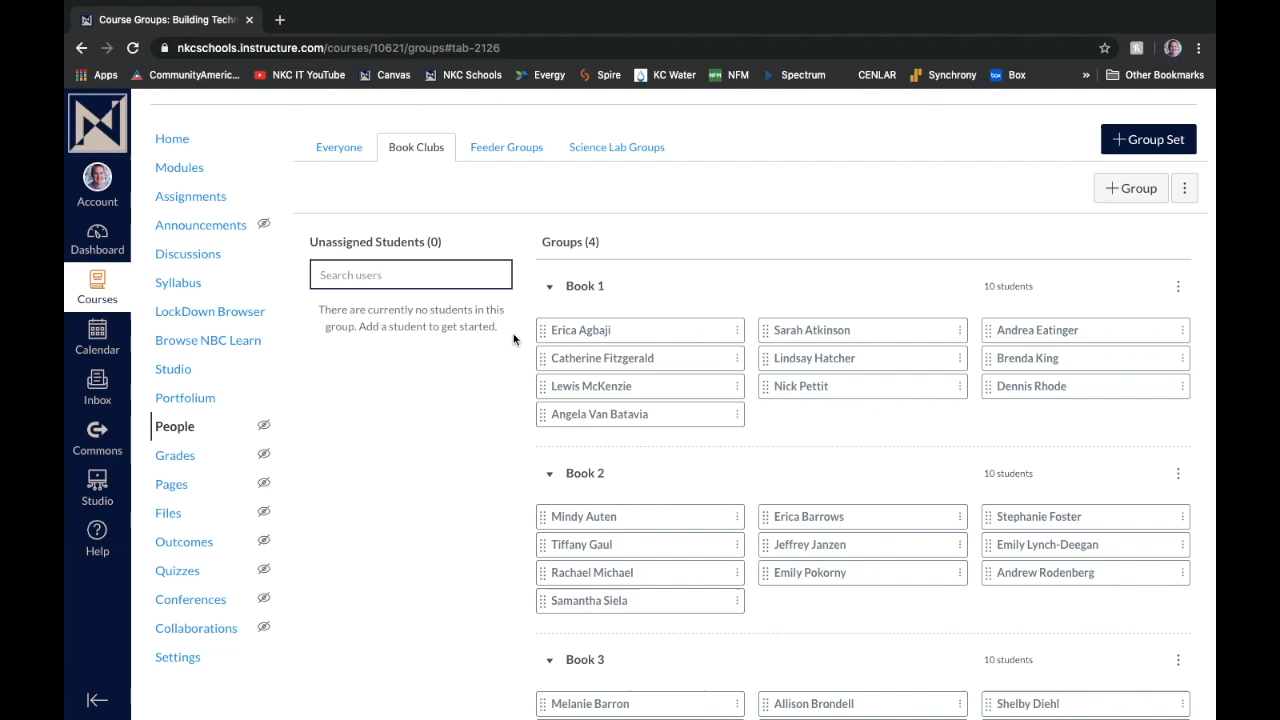 Course Groups: Building Techn
nkcschools.instructure.com/courses/10621/groups#tab-2126
Apps
CommunityAmeric...
NKC IT YouTube
Canvas
NKC Schools
Evergy
Spire
KC Water
NFM
NFM
Spectrum
CENLAR
Synchrony
box
Box
»
Other Bookmarks
N
Account
Dashboard
Courses
Calendar
Inbox
Commons
Studio
Help
Home
Modules
Assignments
Announcements
Discussions
Syllabus
LockDown Browser
Browse NBC Learn
Studio
Portfolium
People
Grades
Pages
Files
Outcomes
Quizzes
Conferences
Collaborations
Settings
Everyone
Book Clubs
Feeder Groups
Science Lab Groups
+ Group Set
+ Group
Unassigned Students (0)
Search users
There are currently no students in this
group. Add a student to get started.
Groups (4)
Book 1
10 students
Erica Agbaji
Sarah Atkinson
Andrea Eatinger
Catherine Fitzgerald
Lindsay Hatcher
Brenda King
Lewis McKenzie
Nick Pettit
Dennis Rhode
Angela Van Batavia
Book 2
10 students
Mindy Auten
Erica Barrows
Stephanie Foster
Tiffany Gaul
Jeffrey Janzen
Emily Lynch-Deegan
Rachael Michael
Emily Pokorny
Andrew Rodenberg
Samantha Siela
Book 3
10 students
Melanie Barron
Allison Brondell
Shelby Diehl